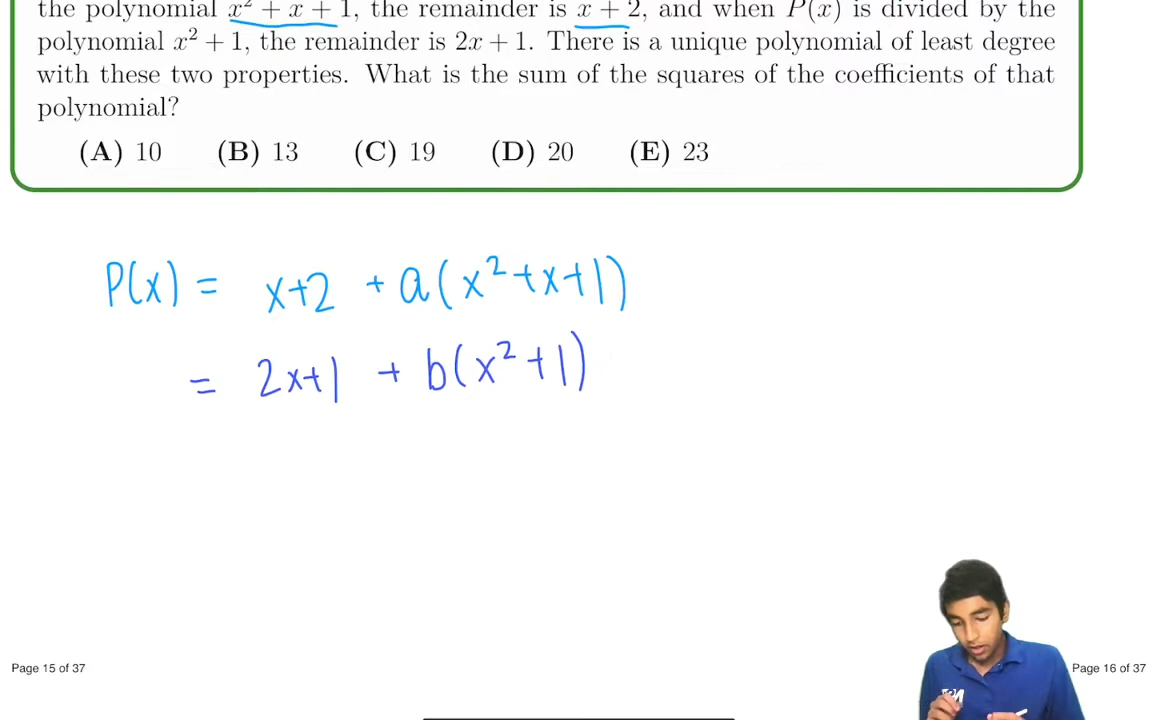 the polynomial x² + x + 1, the remainder is x + 2, and when P(x) is divided by the
polynomial x² + 1, the remainder is 2x + 1. There is a unique polynomial of least degree
with these two properties. What is the sum of the squares of the coefficients of that
polynomial?
(A) 10 (B) 13 (C) 19 (D) 20 (E) 23
P(x) = x+2 + a(x²+x+1)
= 2x+1 + b(x²+1)
Page 15 of 37
Page 16 of 37